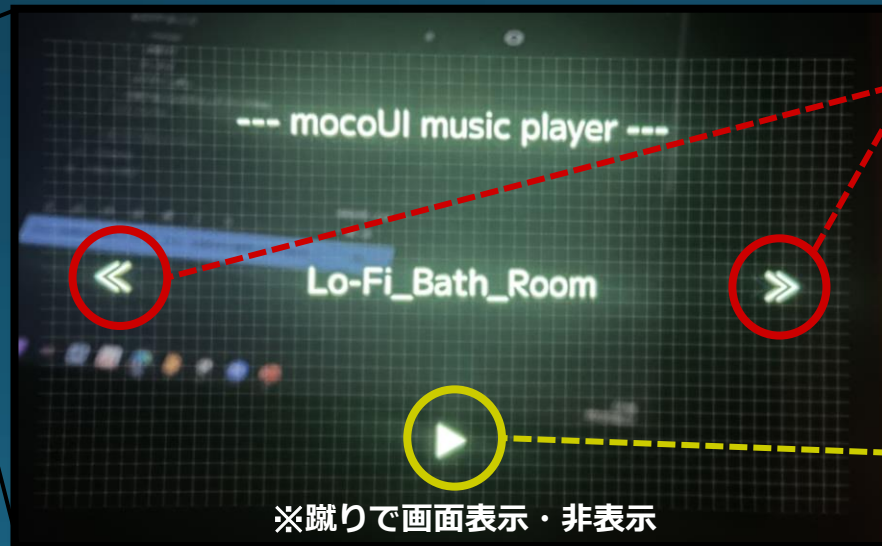 --- mocoUI music player ---
≪ Lo-Fi_Bath_Room ≫
▶
※蹴りで画面表示・非表示